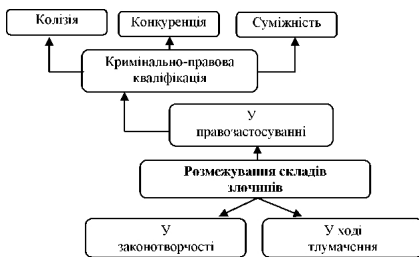 Колізія
Конкуренція
Суміжність
Кримінально-правова
кваліфікація
У
правозастосуванні
Розмежування складів
злочинів
У
законотворчості
У ході
тлумачення